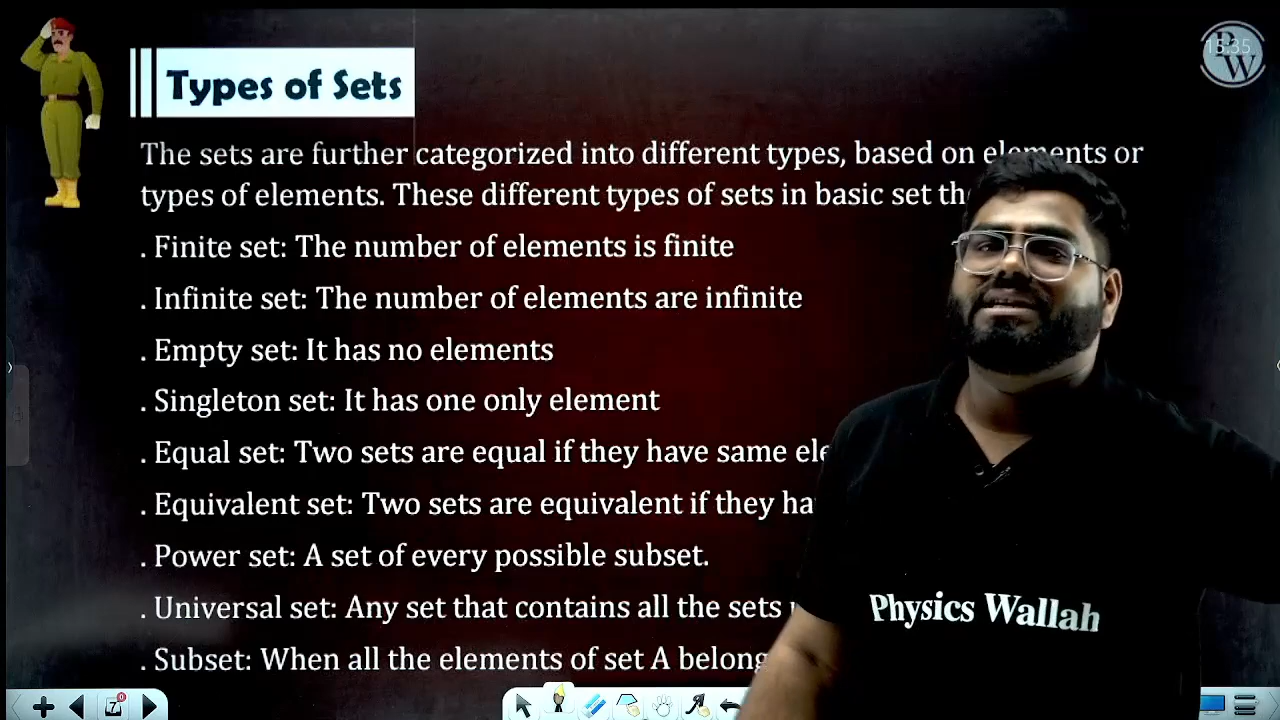 Types of Sets
15:35
PW
The sets are further categorized into different types, based on elements or
types of elements. These different types of sets in basic set
. Finite set: The number of elements is finite
. Infinite set: The number of elements are infinite
. Empty set: It has no elements
. Singleton set: It has one only element
. Equal set: Two sets are equal if they have same
. Equivalent set: Two sets are equivalent if they
. Power set: A set of every possible subset.
. Universal set: Any set that contains all the sets
. Subset: When all the elements of set A belong
Physics Wallah